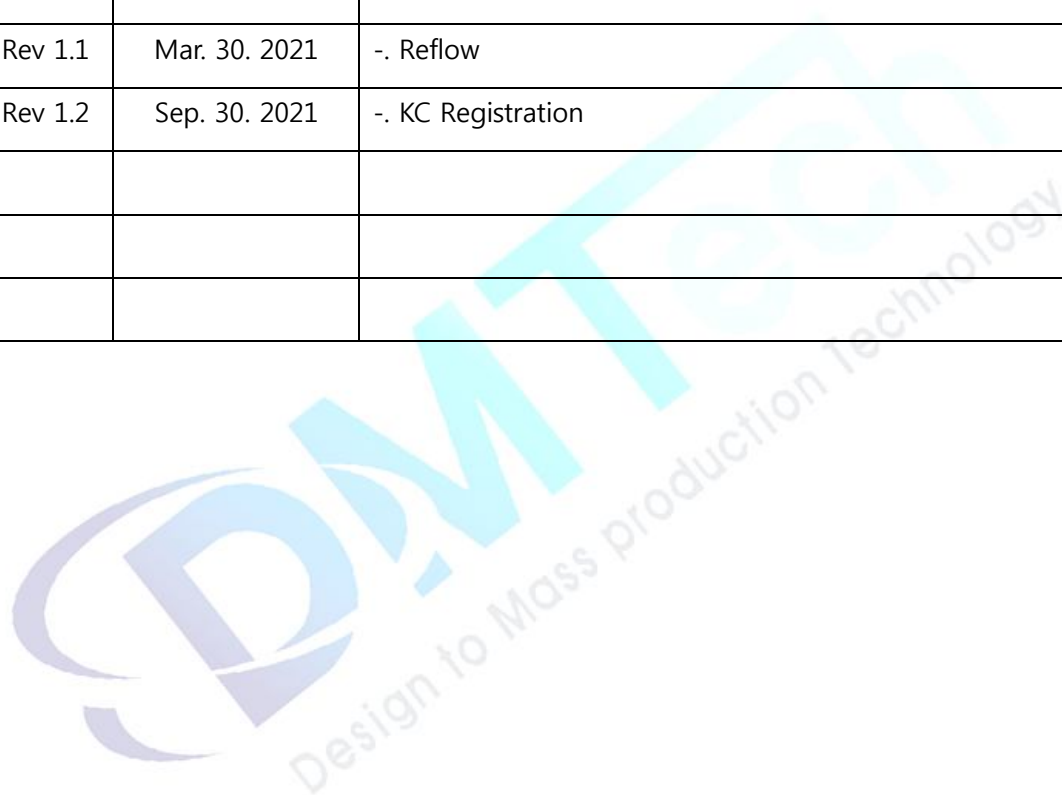 Rev 1.1 Mar. 30. 2021 -. Reflow
Rev 1.2 Sep. 30. 2021 -. KC Registration
DMTech
Design to Mass production Technology